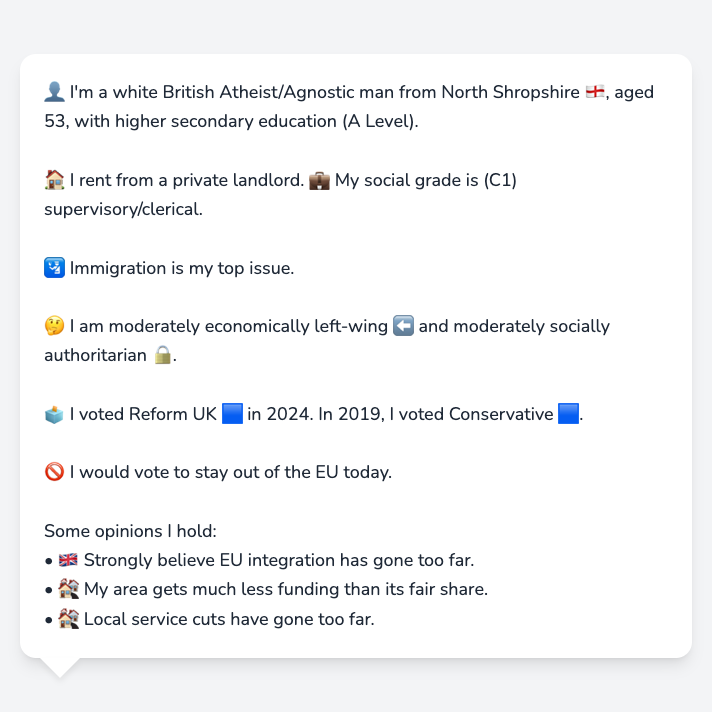 👤 I'm a white British Atheist/Agnostic man from North Shropshire 🏴󠁧󠁢󠁥󠁮󠁧󠁿, aged
53, with higher secondary education (A Level).
🏠 I rent from a private landlord. 💼 My social grade is (C1)
supervisory/clerical.
🛂 Immigration is my top issue.
🤔 I am moderately economically left-wing ⬅️ and moderately socially
authoritarian 🔒.
🗳️ I voted Reform UK 🟦 in 2024. In 2019, I voted Conservative 🟦.
🚫 I would vote to stay out of the EU today.
Some opinions I hold:
• 🇬🇧 Strongly believe EU integration has gone too far.
• 🏘️ My area gets much less funding than its fair share.
• 🏘️ Local service cuts have gone too far.